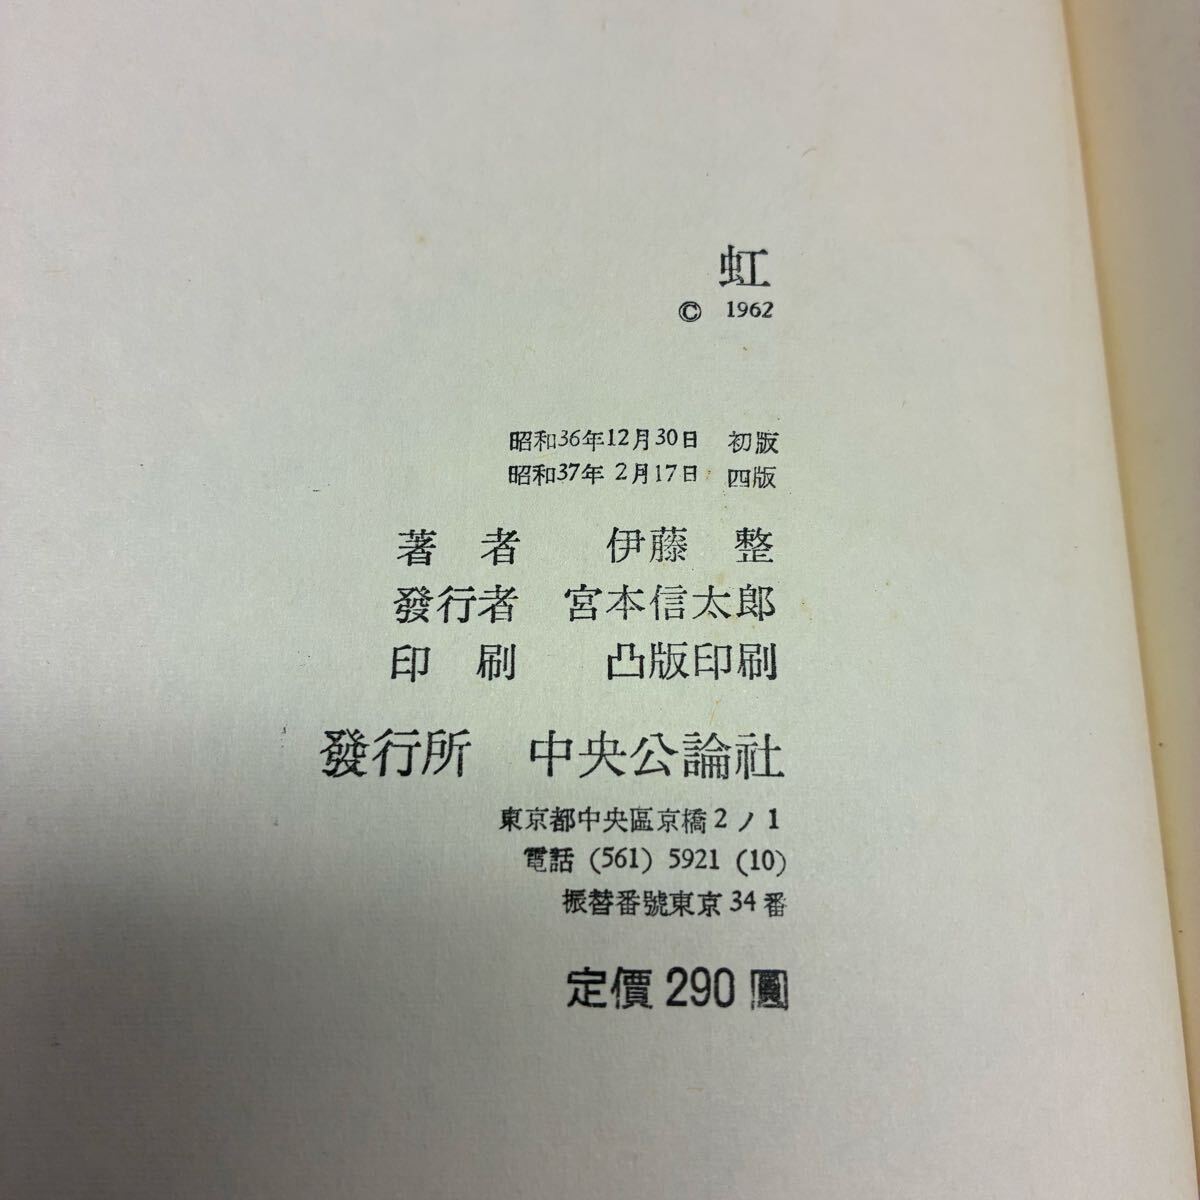 虹
© 1962
昭和36年12月30日 初版
昭和37年 2月17日 四版
著 者 伊藤 整
發行者 宮本信太郎
印 刷 凸版印刷
發行所 中央公論社
東京都中央區京橋2ノ1
電話 (561) 5921 (10)
振替番號東京34番
定價 290 圓